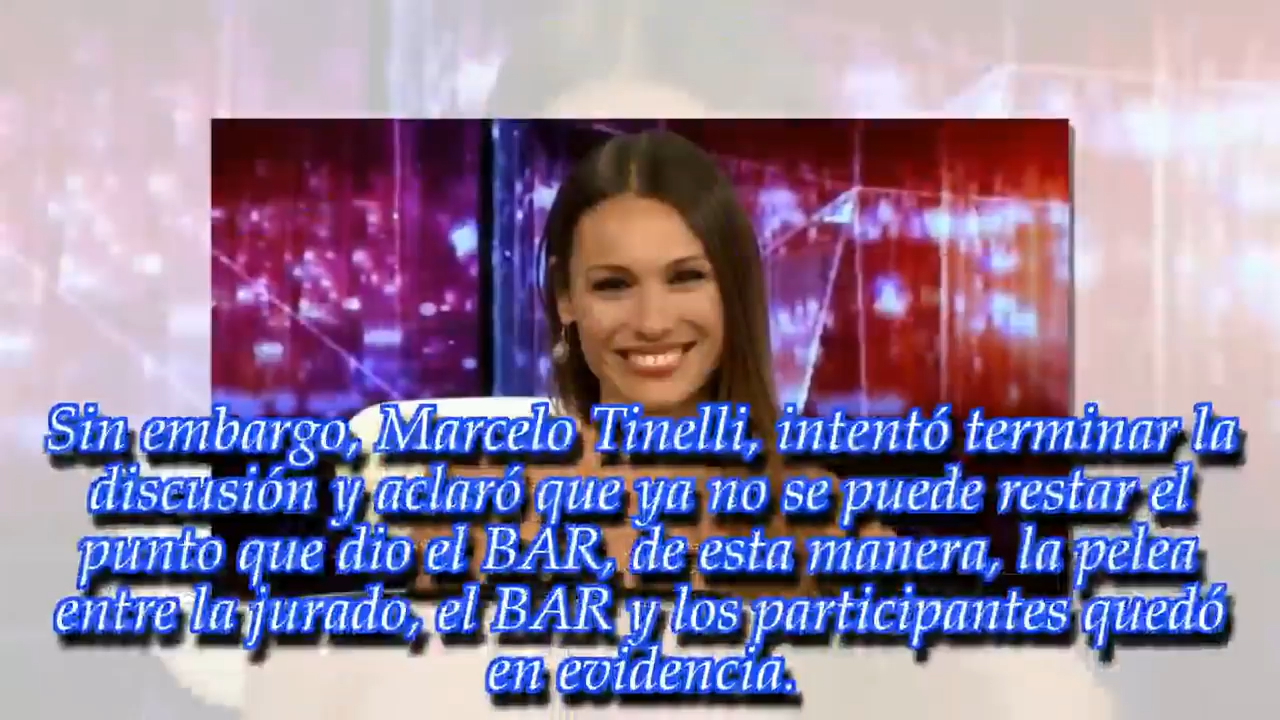 Sin embargo, Marcelo Tinelli, intentó terminar la
discusión y aclaró que ya no se puede restar el
punto que dio el BAR, de esta manera, la pelea
entre la jurado, el BAR y los participantes quedó
en evidencia.